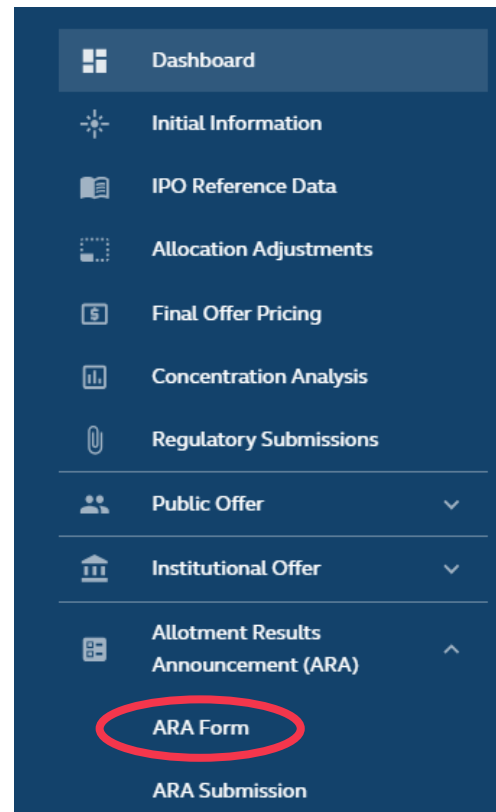 Dashboard
Initial Information
IPO Reference Data
Allocation Adjustments
Final Offer Pricing
Concentration Analysis
Regulatory Submissions
Public Offer
Institutional Offer
Allotment Results
Announcement (ARA)
ARA Form
ARA Submission